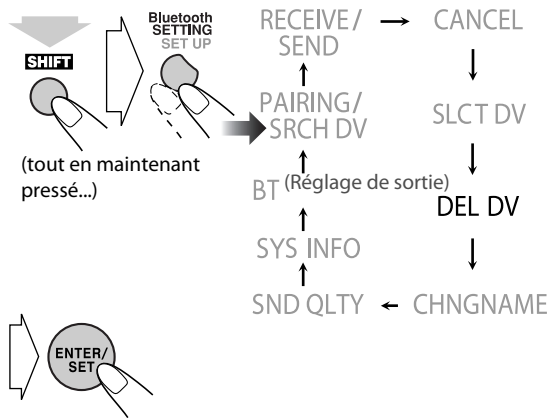 SHIFT
(tout en maintenant
pressé...)
Bluetooth
SETTING
SET UP
RECEIVE/
SEND
CANCEL
PAIRING/
SRCH DV
SLCT DV
BT (Réglage de sortie)
DEL DV
SYS INFO
SND QLTY
CHNGNAME
ENTER/
SET